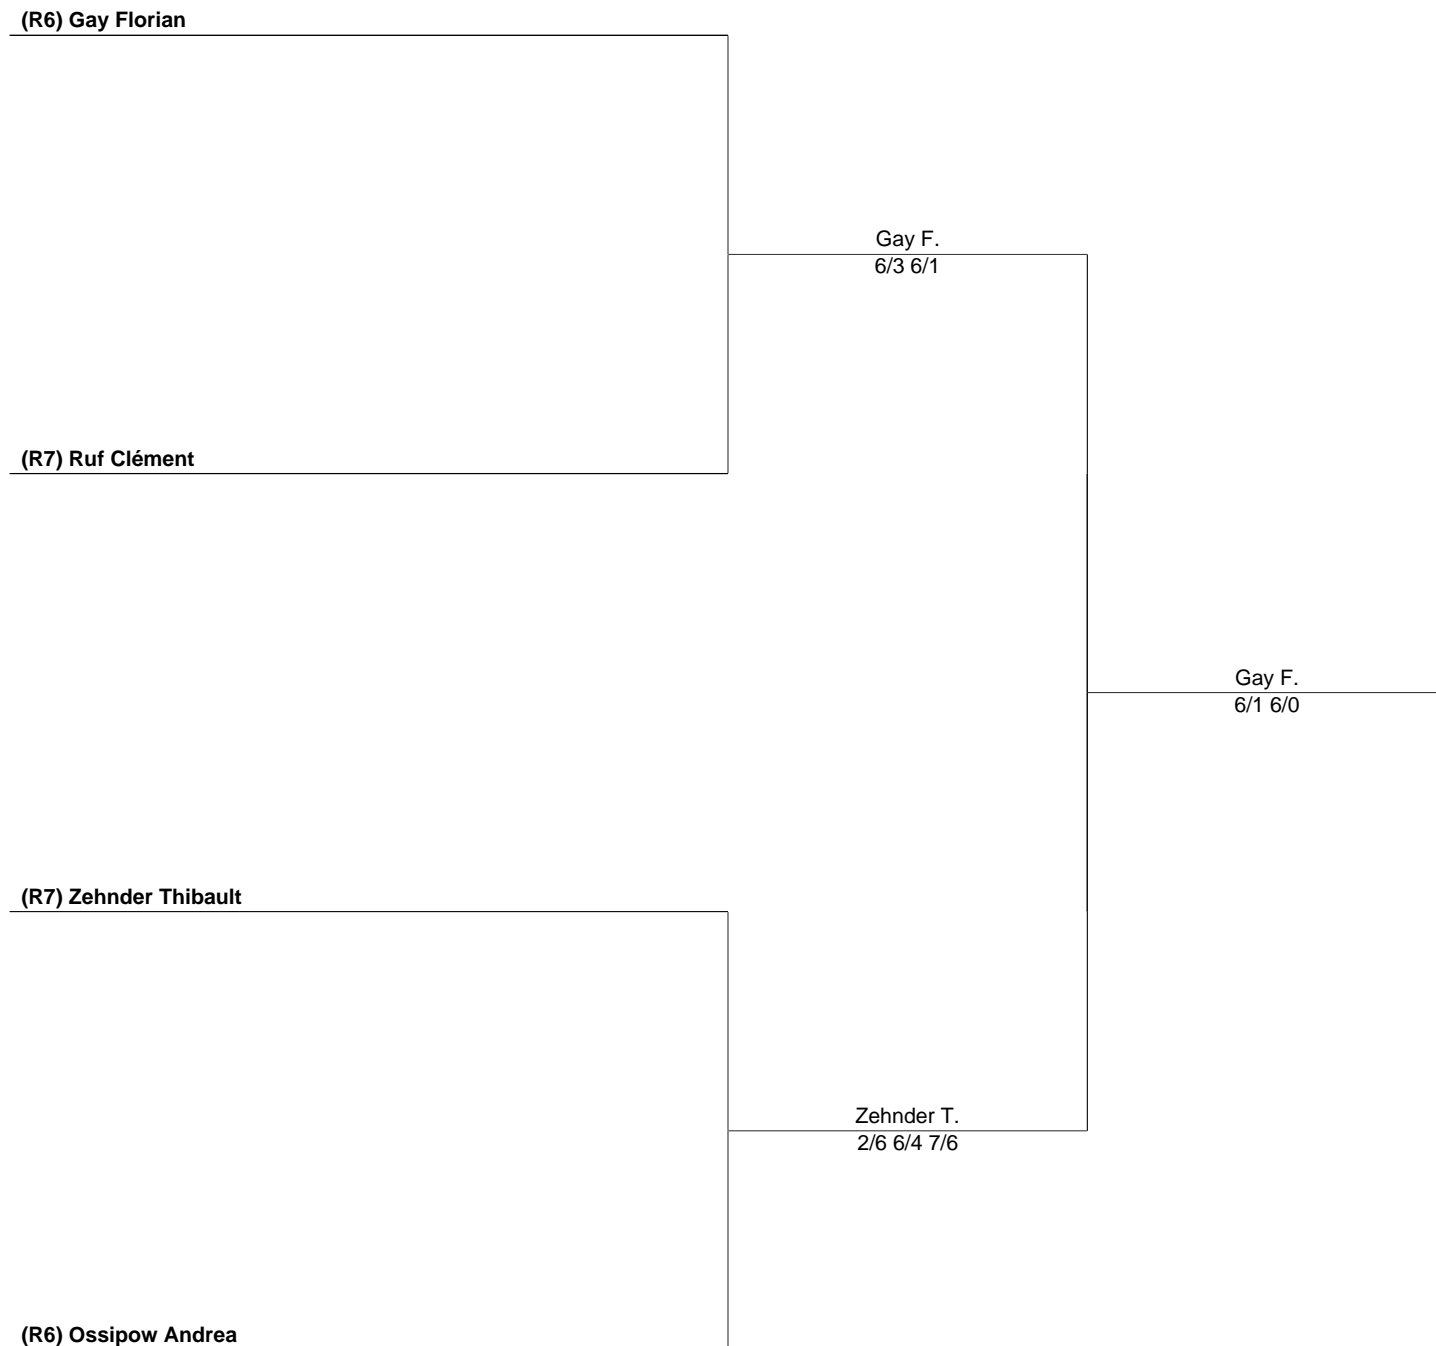 (R6) Gay Florian
Gay F.
6/3 6/1
(R7) Ruf Clément
Gay F.
6/1 6/0
(R7) Zehnder Thibault
Zehnder T.
2/6 6/4 7/6
(R6) Ossipow Andrea